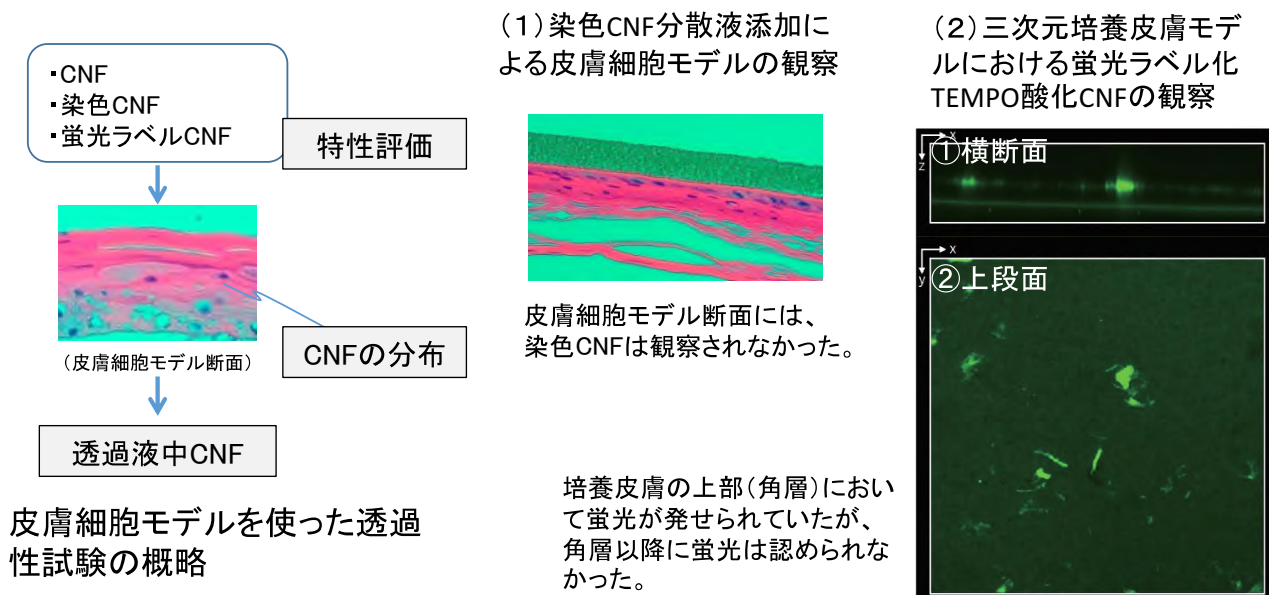 ・CNF
・染色CNF
・蛍光ラベルCNF
特性評価
CNFの分布
(皮膚細胞モデル断面)
透過液中CNF
皮膚細胞モデルを使った透過
性試験の概略
(1)染色CNF分散液添加に
よる皮膚細胞モデルの観察
皮膚細胞モデル断面には、
染色CNFは観察されなかった。
(2)三次元培養皮膚モデ
ルにおける蛍光ラベル化
TEMPO酸化CNFの観察
x
z
①横断面
x
y
②上段面
培養皮膚の上部(角層)におい
て蛍光が発せられていたが、
角層以降に蛍光は認められな
かった。